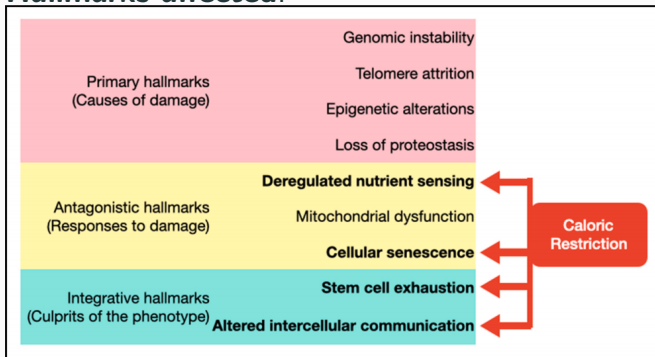 Hallmarks affected:
Primary hallmarks
(Causes of damage)
Genomic instability
Telomere attrition
Epigenetic alterations
Loss of proteostasis
Antagonistic hallmarks
(Responses to damage)
Deregulated nutrient sensing
Mitochondrial dysfunction
Cellular senescence
Integrative hallmarks
(Culprits of the phenotype)
Stem cell exhaustion
Altered intercellular communication
Caloric
Restriction